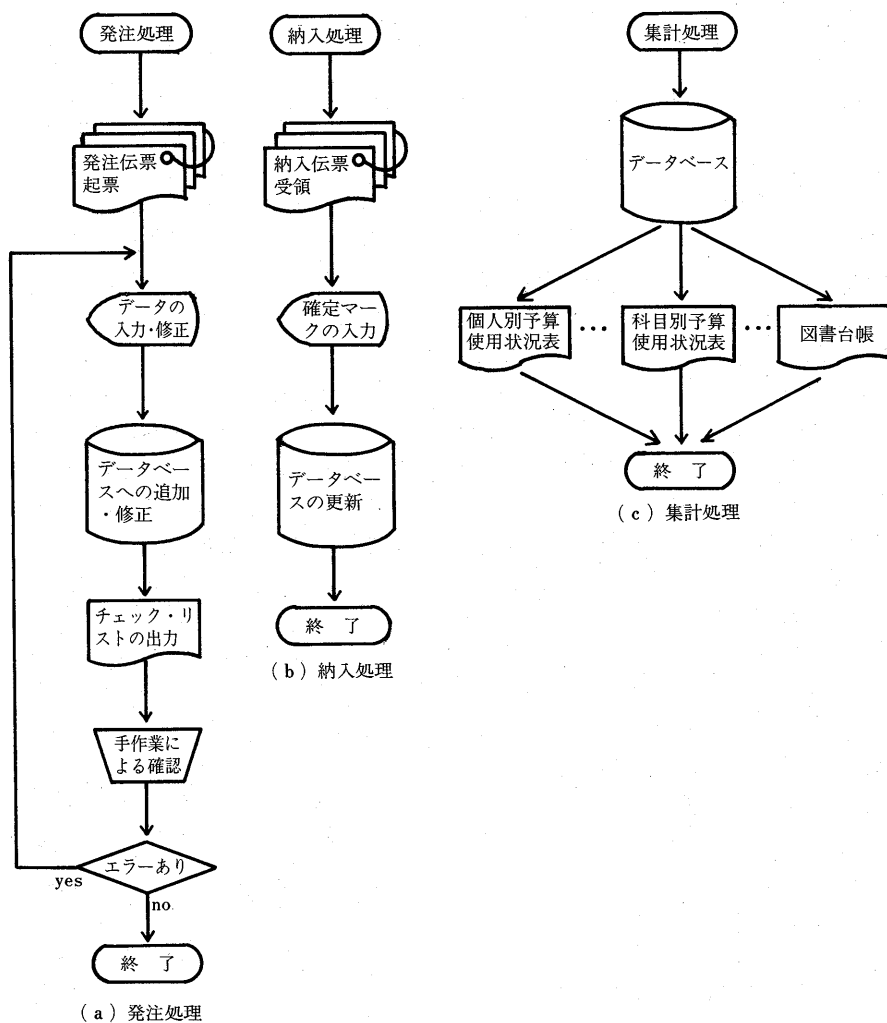 発注処理
発注伝票
起票
データの
入力・修正
データベー
スへの追加
・修正
チェック・リ
ストの出力
手作業に
よる確認
エラーあり
yes
no
終 了
(a) 発注処理
納入処理
納入伝票
受領
確定マー
クの入力
データベー
スの更新
終 了
(b) 納入処理
集計処理
データベース
個人別予算
使用状況表
…
科目別予算
使用状況表
…
図書台帳
終 了
(c) 集計処理